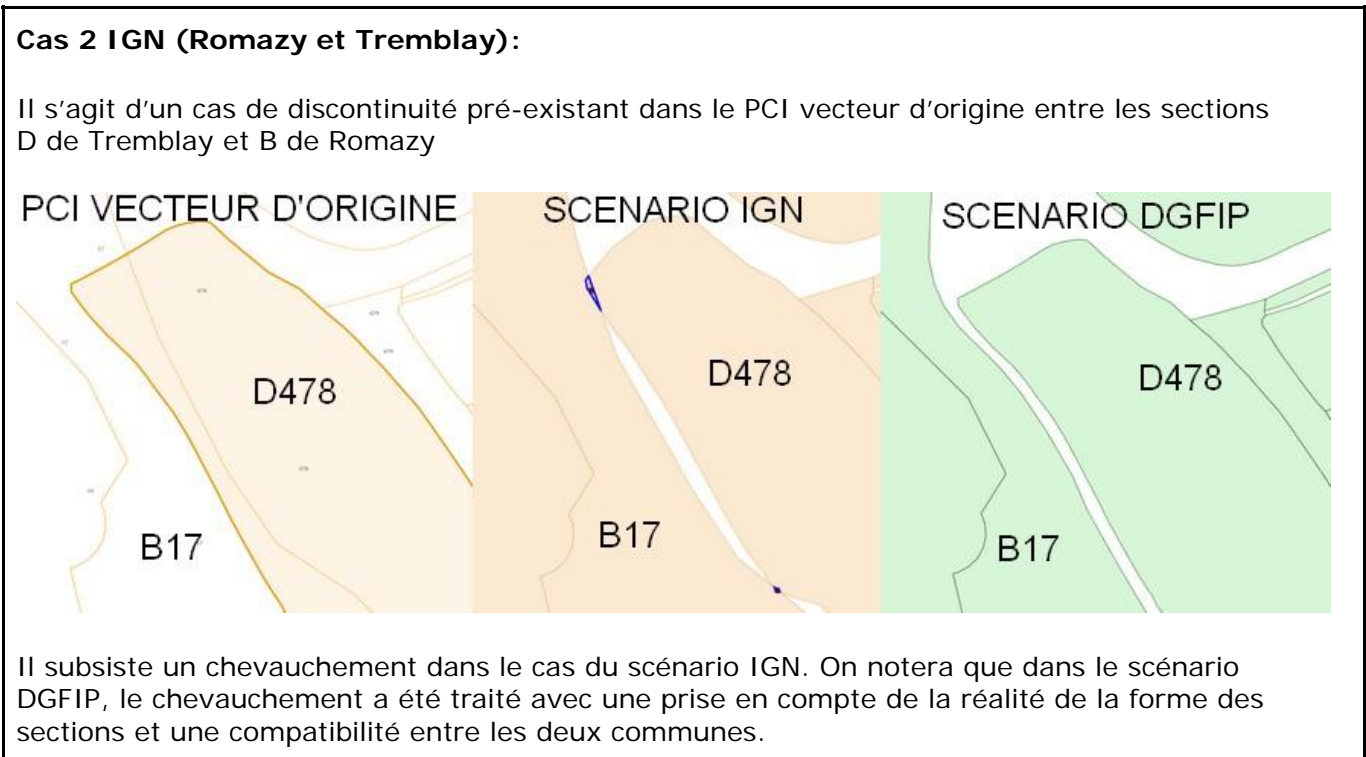 Cas 2 IGN (Romazy et Tremblay):
Il s'agit d'un cas de discontinuité pré-existant dans le PCI vecteur d'origine entre les sections
D de Tremblay et B de Romazy
PCI VECTEUR D'ORIGINE
SCENARIO IGN
SCENARIO DGFIP
D478
D478
D478
B17
B17
B17
Il subsiste un chevauchement dans le cas du scénario IGN. On notera que dans le scénario
DGFIP, le chevauchement a été traité avec une prise en compte de la réalité de la forme des
sections et une compatibilité entre les deux communes.